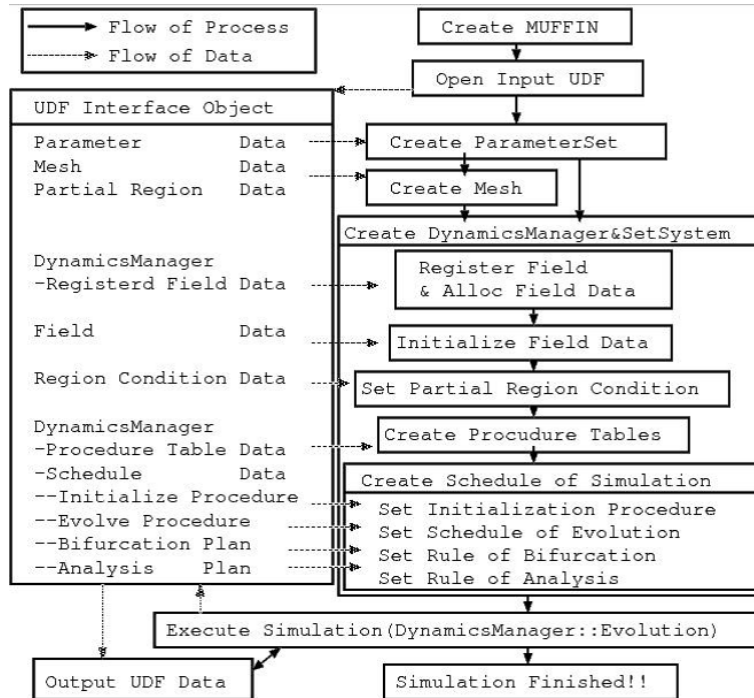 Flow of Process
Flow of Data
Create MUFFIN
Open Input UDF
UDF Interface Object
Parameter Data
Mesh Data
Partial Region Data
DynamicsManager
-Registerd Field Data
Field Data
Region Condition Data
DynamicsManager
-Procedure Table Data
-Schedule Data
--Initialize Procedure
--Evolve Procedure
--Bifurcation Plan
--Analysis Plan
Create ParameterSet
Create Mesh
Create DynamicsManager&SetSystem
Register Field
& Alloc Field Data
Initialize Field Data
Set Partial Region Condition
Create Procudure Tables
Create Schedule of Simulation
Set Initialization Procedure
Set Schedule of Evolution
Set Rule of Bifurcation
Set Rule of Analysis
Execute Simulation(DynamicsManager::Evolution)
Output UDF Data
Simulation Finished!!